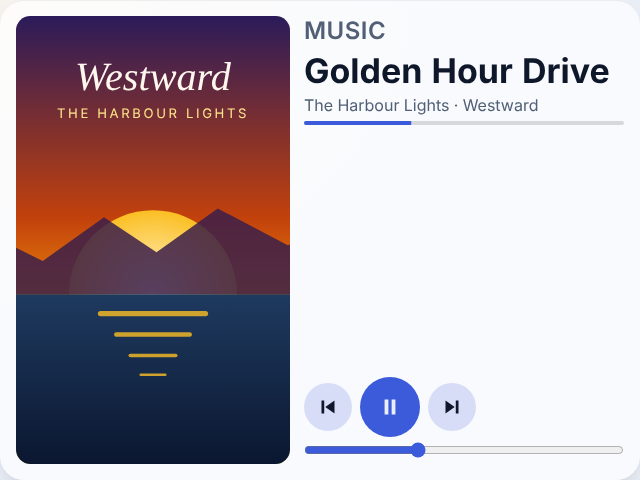 Westward
THE HARBOUR LIGHTS
MUSIC
Golden Hour Drive
The Harbour Lights · Westward